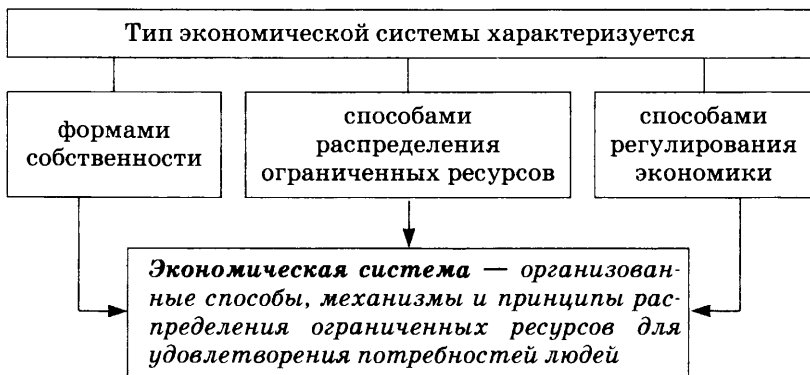 Тип экономической системы характеризуется
формами
собственности
способами
распределения
ограниченных ресурсов
способами
регулирования
экономики
Экономическая система — организован-
ные способы, механизмы и принципы рас-
пределения ограниченных ресурсов для
удовлетворения потребностей людей